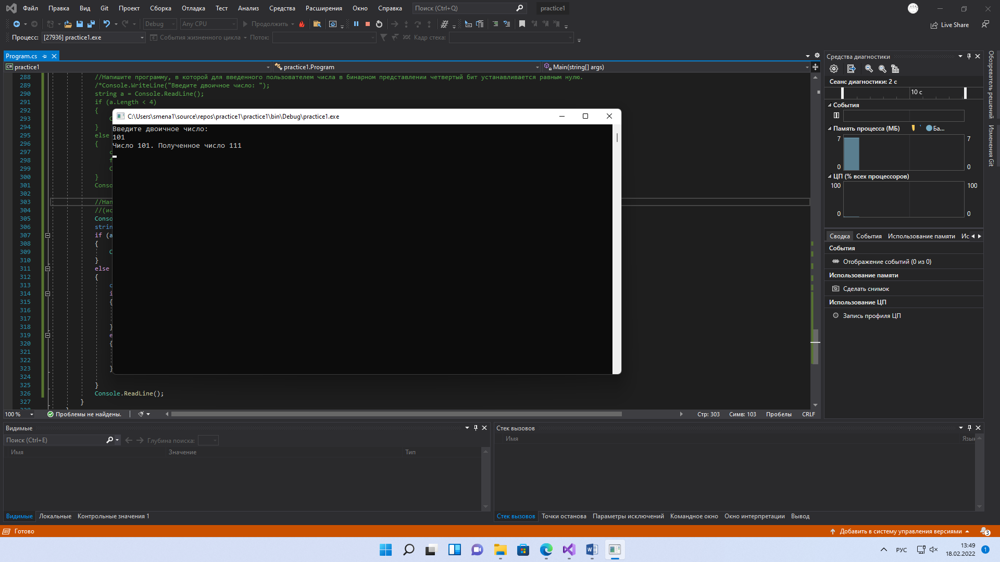 Файл Правка Вид Git Проект Сборка Отладка Тест Анализ Средства Расширения Окно Справка Поиск (Ctrl+Q) practice1
Debug Any CPU Продолжить Live Share
Процесс: [27936] practice1.exe События жизненного цикла Поток: Кадр стека:
Program.cs
practice1 practice1.Program Main(string[] args)
288 //Напишите программу, в которой для введенного пользователем числа в бинарном представлении четвертый бит устанавливается равным нулю.
289 /*Console.WriteLine("Введите двоичное число: ");
290 string a = Console.ReadLine();
291 if (a.Length < 4)
292 {
293
294 }
295 else
296 {
297
298
299
300 }
301 Conso
302
303 //Нап
304 //(ис
305 Conso
306 strin
307 if (a
308 {
309
310 }
311 else
312 {
313
314
315 {
316
317
318 }
319
320 {
321
322
323 }
324
325 }
326 Console.ReadLine();
327 }
C:\Users\smena1\source\repos\practice1\practice1\bin\Debug\practice1.exe
Введите двоичное число:
101
Число 101. Полученное число 111
100 % Проблемы не найдены. Стр: 303 Симв: 103 Пробелы CRLF
Средства диагностики
Сеанс диагностики: 2 с
10 с
События
Память процесса (МБ) Ба...
7 7
0 0
ЦП (% всех процессоров)
100 100
0 0
Сводка События Использование памяти Ис
События
Отображение событий (0 из 0)
Использование памяти
Сделать снимок
Использование ЦП
Запись профиля ЦП
Обозреватель решений
Изменения Git
Видимые
Поиск (Ctrl+E) Глубина поиска:
Имя Значение Тип
Видимые Локальные Контрольные значения 1
Стек вызовов
Имя Язык
Стек вызовов Точки останова Параметры исключений Командное окно Окно интерпретации Вывод
Готово Добавить в систему управления версиями 3
РУС 13:49 1
18.02.2022